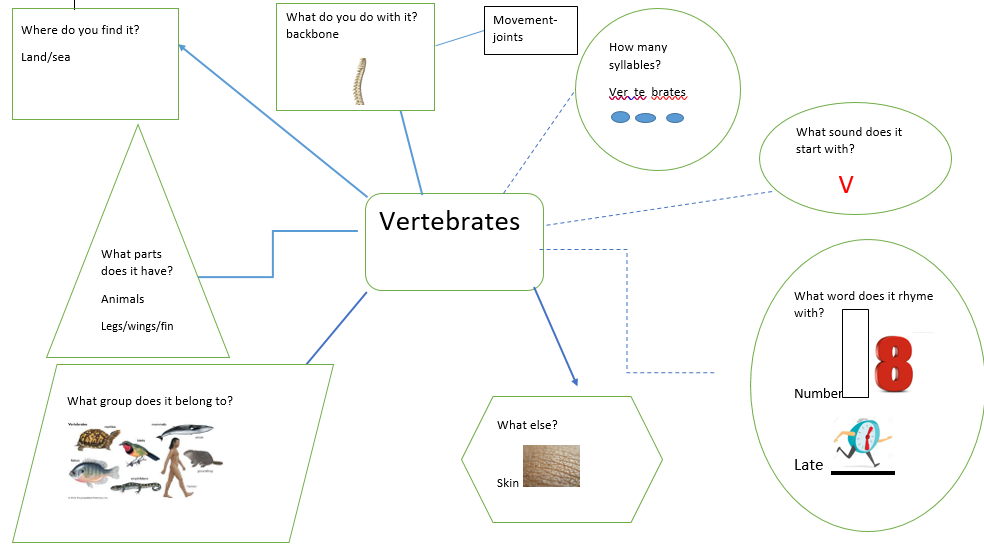 Where do you find it?
Land/sea
What do you do with it?
backbone
Movement-
joints
How many
syllables?
Ver te brates
What sound does it
start with?
V
Vertebrates
What parts
does it have?
Animals
Legs/wings/fin
What word does it rhyme
with?
8
Number
Late
What group does it belong to?
Vertebrates
What else?
Skin